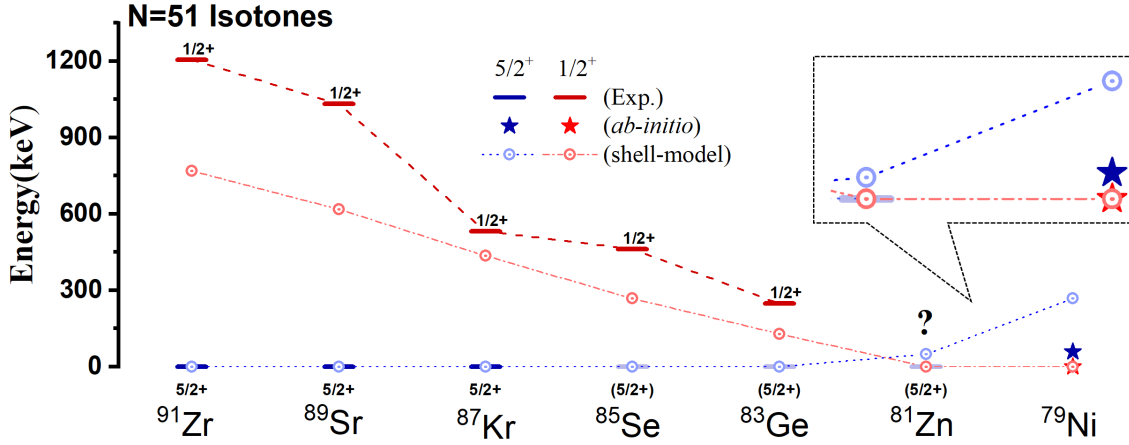 N=51 Isotones
Energy(keV)
1200
900
600
300
0
1/2+
1/2+
1/2+
1/2+
1/2+
5/2⁺ 1/2⁺
(Exp.)
(ab-initio)
(shell-model)
?
5/2+ 5/2+ 5/2+ (5/2+) (5/2+) (5/2+)
⁹¹Zr ⁸⁹Sr ⁸⁷Kr ⁸⁵Se ⁸³Ge ⁸¹Zn ⁷⁹Ni